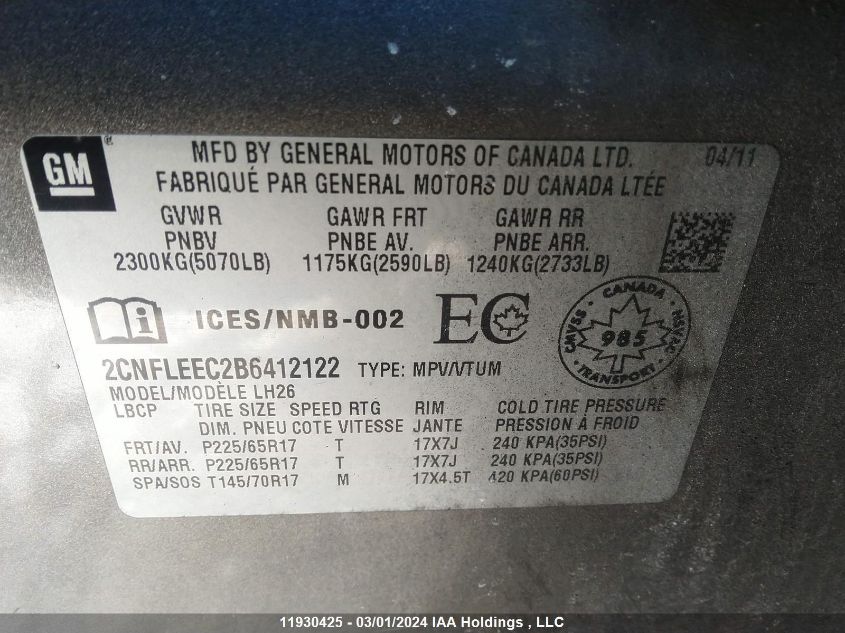 GM ®
MFD BY GENERAL MOTORS OF CANADA LTD. 04/11
FABRIQUÉ PAR GENERAL MOTORS DU CANADA LTÉE
GVWR GAWR FRT GAWR RR
PNBV PNBE AV. PNBE ARR.
2300KG(5070LB) 1175KG(2590LB) 1240KG(2733LB)
i ICES/NMB-002 EC
CANADA
CMVSS 985 NSVAC
TRANSPORT
2CNFLEEC2B6412122 TYPE: MPV/VTUM
MODEL/MODÈLE LH26
LBCP TIRE SIZE SPEED RTG RIM COLD TIRE PRESSURE
DIM. PNEU COTE VITESSE JANTE PRESSION À FROID
FRT/AV. P225/65R17 T 17X7J 240 KPA(35PSI)
RR/ARR. P225/65R17 T 17X7J 240 KPA(35PSI)
SPA/SOS T145/70R17 M 17X4.5T 420 KPA(60PSI)
11930425 - 03/01/2024 IAA Holdings , LLC